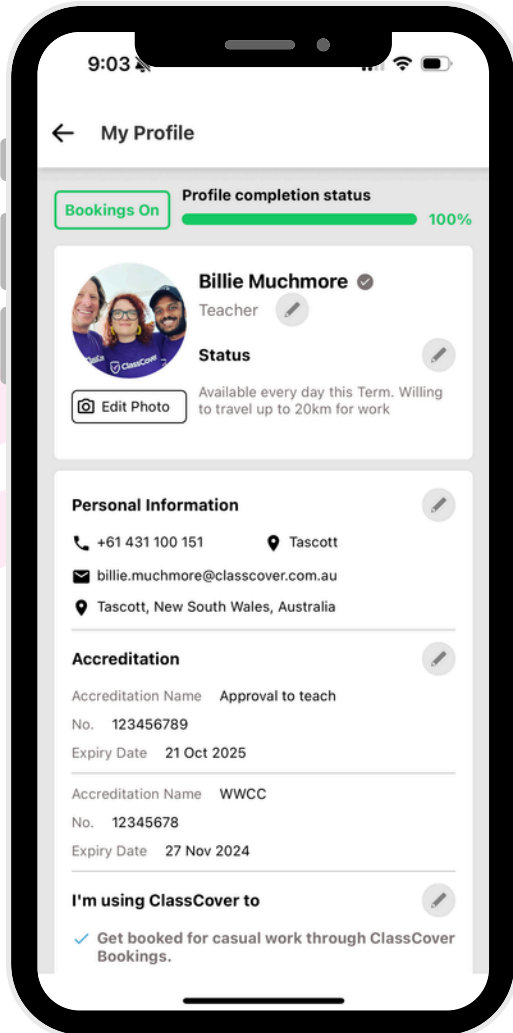 9:03
My Profile
Bookings On
Profile completion status
100%
Billie Muchmore
Teacher
Status
Available every day this Term. Willing
to travel up to 20km for work
ClassCover
Edit Photo
Personal Information
+61 431 100 151
Tascott
billie.muchmore@classcover.com.au
Tascott, New South Wales, Australia
Accreditation
Accreditation Name Approval to teach
No. 123456789
Expiry Date 21 Oct 2025
Accreditation Name WWCC
No. 12345678
Expiry Date 27 Nov 2024
I'm using ClassCover to
Get booked for casual work through ClassCover
Bookings.